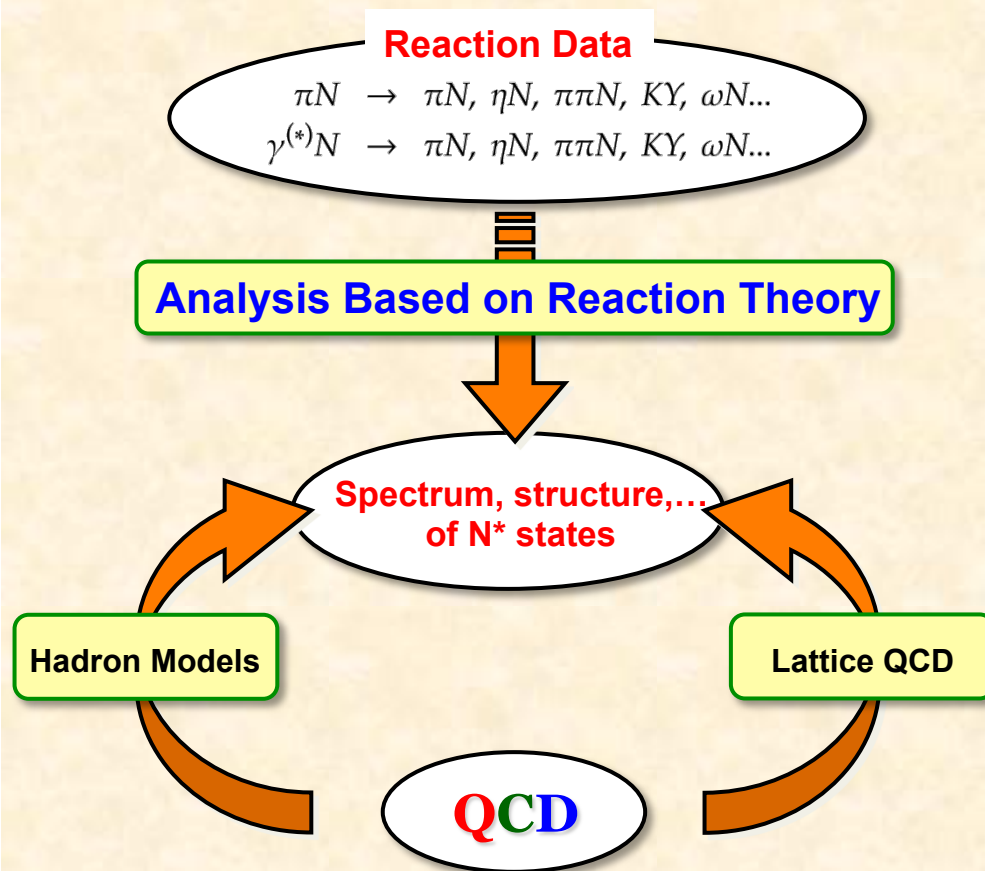 Reaction Data
πN → πN, ηN, ππN, KY, ωN...
γ(*)N → πN, ηN, ππN, KY, ωN...
Analysis Based on Reaction Theory
Spectrum, structure,…
of N* states
Hadron Models
Lattice QCD
QCD